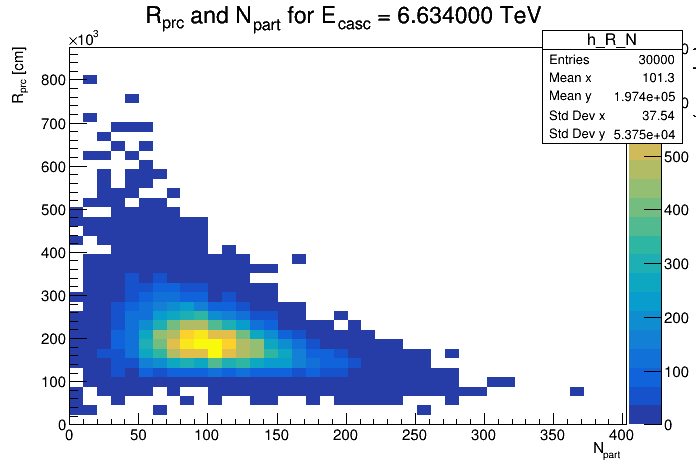 R_prc and N_part for E_casc = 6.634000 TeV
×10³
R_prc [cm]
h_R_N
Entries 30000
Mean x 101.3
Mean y 1.974e+05
Std Dev x 37.54
Std Dev y 5.375e+04
800
700
600
500
400
300
200
100
0
0 50 100 150 200 250 300 350 400
N_part
500
400
300
200
100
0